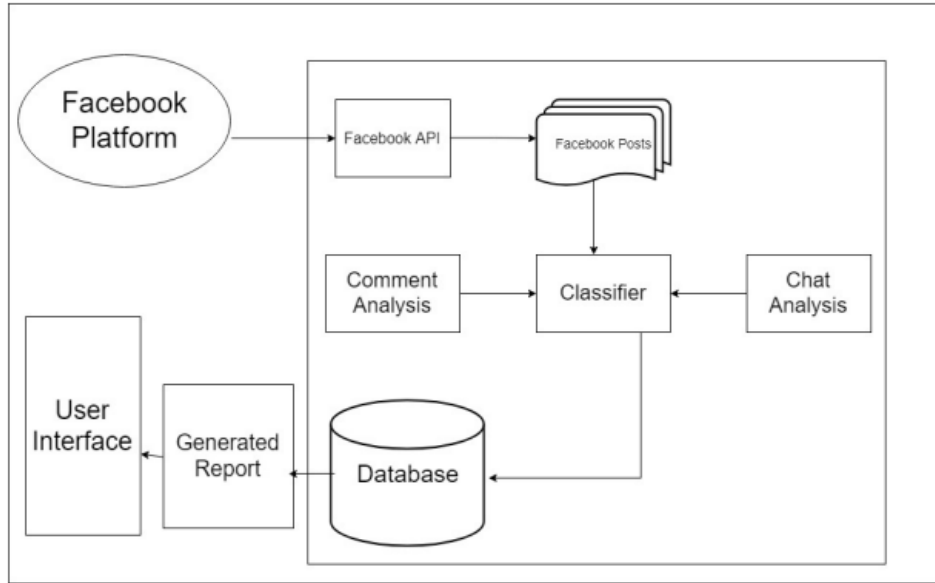 Facebook
Platform
Facebook API
Facebook Posts
Comment
Analysis
Classifier
Chat
Analysis
User
Interface
Generated
Report
Database